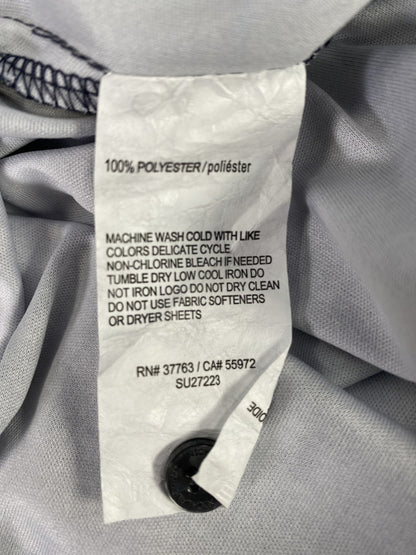 100% POLYESTER/poliéster
MACHINE WASH COLD WITH LIKE
COLORS DELICATE CYCLE
NON-CHLORINE BLEACH IF NEEDED
TUMBLE DRY LOW COOL IRON DO
NOT IRON LOGO DO NOT DRY CLEAN
DO NOT USE FABRIC SOFTENERS
OR DRYER SHEETS
RN# 37763 / CA# 55972
SU27223